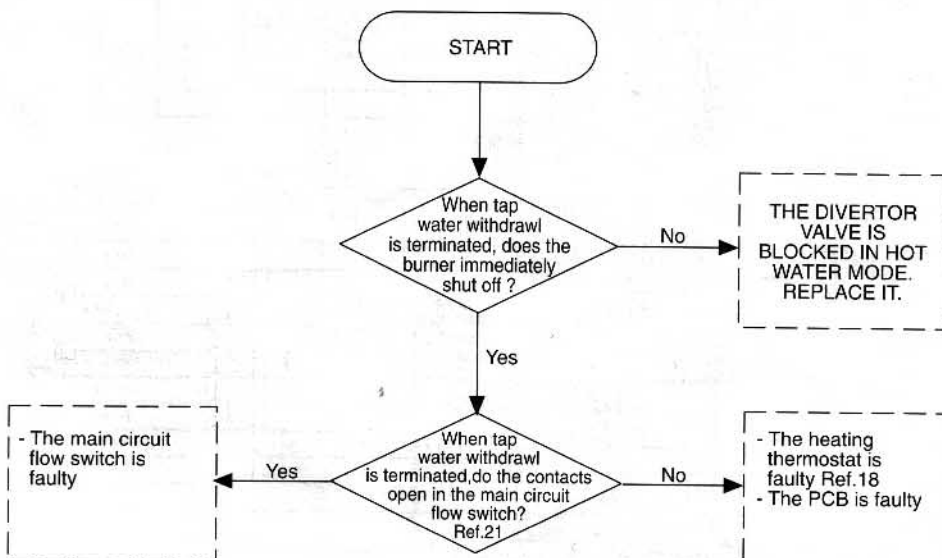 START
When tap
water withdrawl
is terminated, does the
burner immediately
shut off ?
No
THE DIVERTOR
VALVE IS
BLOCKED IN HOT
WATER MODE.
REPLACE IT.
Yes
- The main circuit
flow switch is
faulty
Yes
When tap
water withdrawl
is terminated,do the contacts
open in the main circuit
flow switch?
Ref.21
No
- The heating
thermostat is
faulty Ref.18
- The PCB is faulty